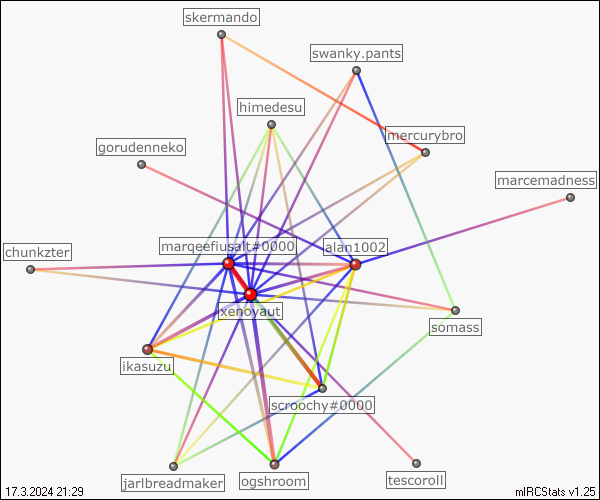 skermando
swanky.pants
himedesu
mercurybro
gorudenneko
marcemadness
marqeefiusalt#0000
alan1002
chunkzter
xenoyaut
somass
ikasuzu
scroochy#0000
jarlbreadmaker
ogshroom
tescoroll
17.3.2024 21:29
mIRCStats v1.25